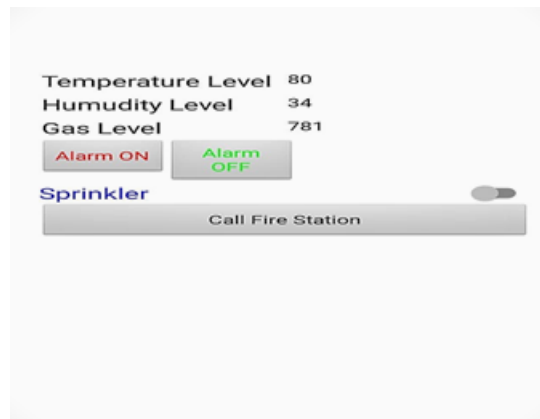 Temperature Level 80
Humudity Level 34
Gas Level 781
Alarm ON Alarm OFF
Sprinkler
Call Fire Station